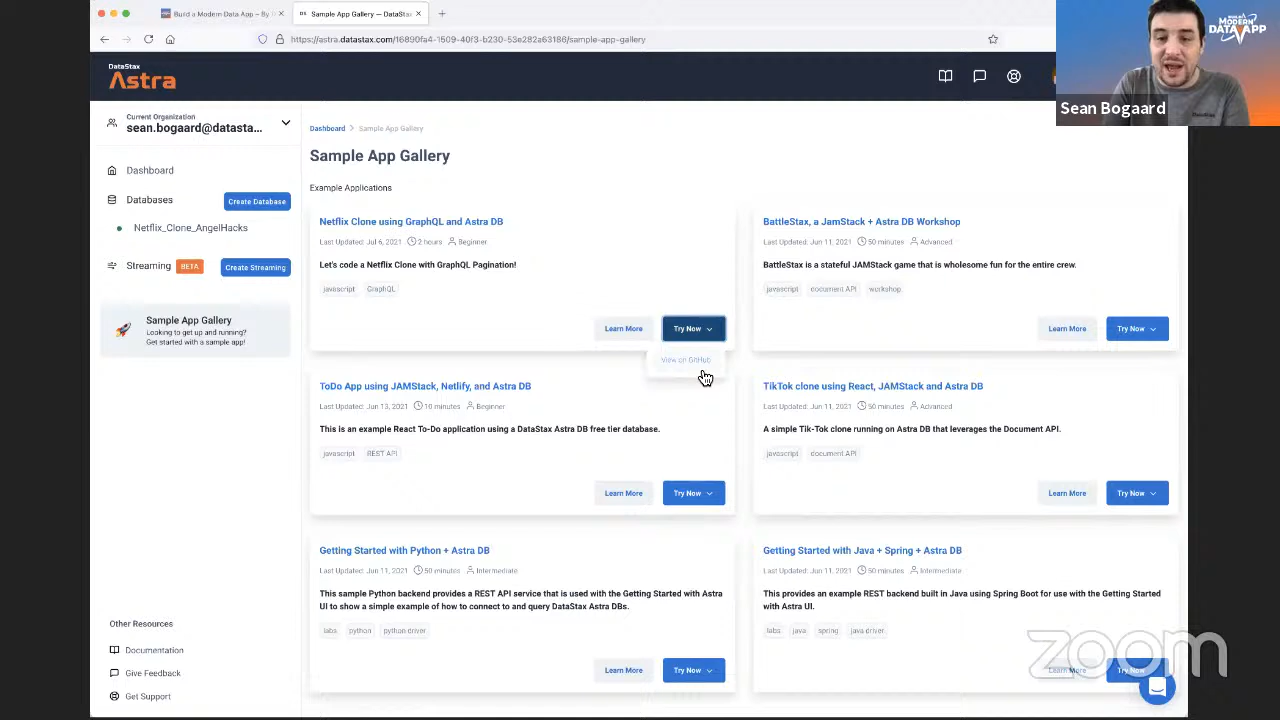 Build a Modern Data App – By
Sample App Gallery — DataStax
https://astra.datastax.com/16890fa4-1509-40f3-b230-53e282a63186/sample-app-gallery
MODERN
DATA APP
Sean Bogaard
DataStax
Astra
Current Organization
sean.bogaard@datasta...
Dashboard
Databases
Create Database
Netflix_Clone_AngelHacks
Streaming
BETA
Create Streaming
Sample App Gallery
Looking to get up and running?
Get started with a sample app!
Other Resources
Documentation
Give Feedback
Get Support
Dashboard > Sample App Gallery
Sample App Gallery
Example Applications
Netflix Clone using GraphQL and Astra DB
Last Updated: Jul 6, 2021 2 hours Beginner
Let's code a Netflix Clone with GraphQL Pagination!
javascript GraphQL
Learn More Try Now
View on GitHub
BattleStax, a JamStack + Astra DB Workshop
Last Updated: Jun 11, 2021 50 minutes Advanced
BattleStax is a stateful JAMStack game that is wholesome fun for the entire crew.
javascript document API workshop
Learn More Try Now
ToDo App using JAMStack, Netlify, and Astra DB
Last Updated: Jun 13, 2021 10 minutes Beginner
This is an example React To-Do application using a DataStax Astra DB free tier database.
javascript REST API
Learn More Try Now
TikTok clone using React, JAMStack and Astra DB
Last Updated: Jun 11, 2021 50 minutes Advanced
A simple Tik-Tok clone running on Astra DB that leverages the Document API.
javascript document API
Learn More Try Now
Getting Started with Python + Astra DB
Last Updated: Jun 11, 2021 50 minutes Intermediate
This sample Python backend provides a REST API service that is used with the Getting Started with Astra
UI to show a simple example of how to connect to and query DataStax Astra DBs.
labs python python driver
Learn More Try Now
Getting Started with Java + Spring + Astra DB
Last Updated: Jun 11, 2021 50 minutes Intermediate
This provides an example REST backend built in Java using Spring Boot for use with the Getting Started
with Astra UI.
labs java spring java driver
Learn More Try Now
zoom